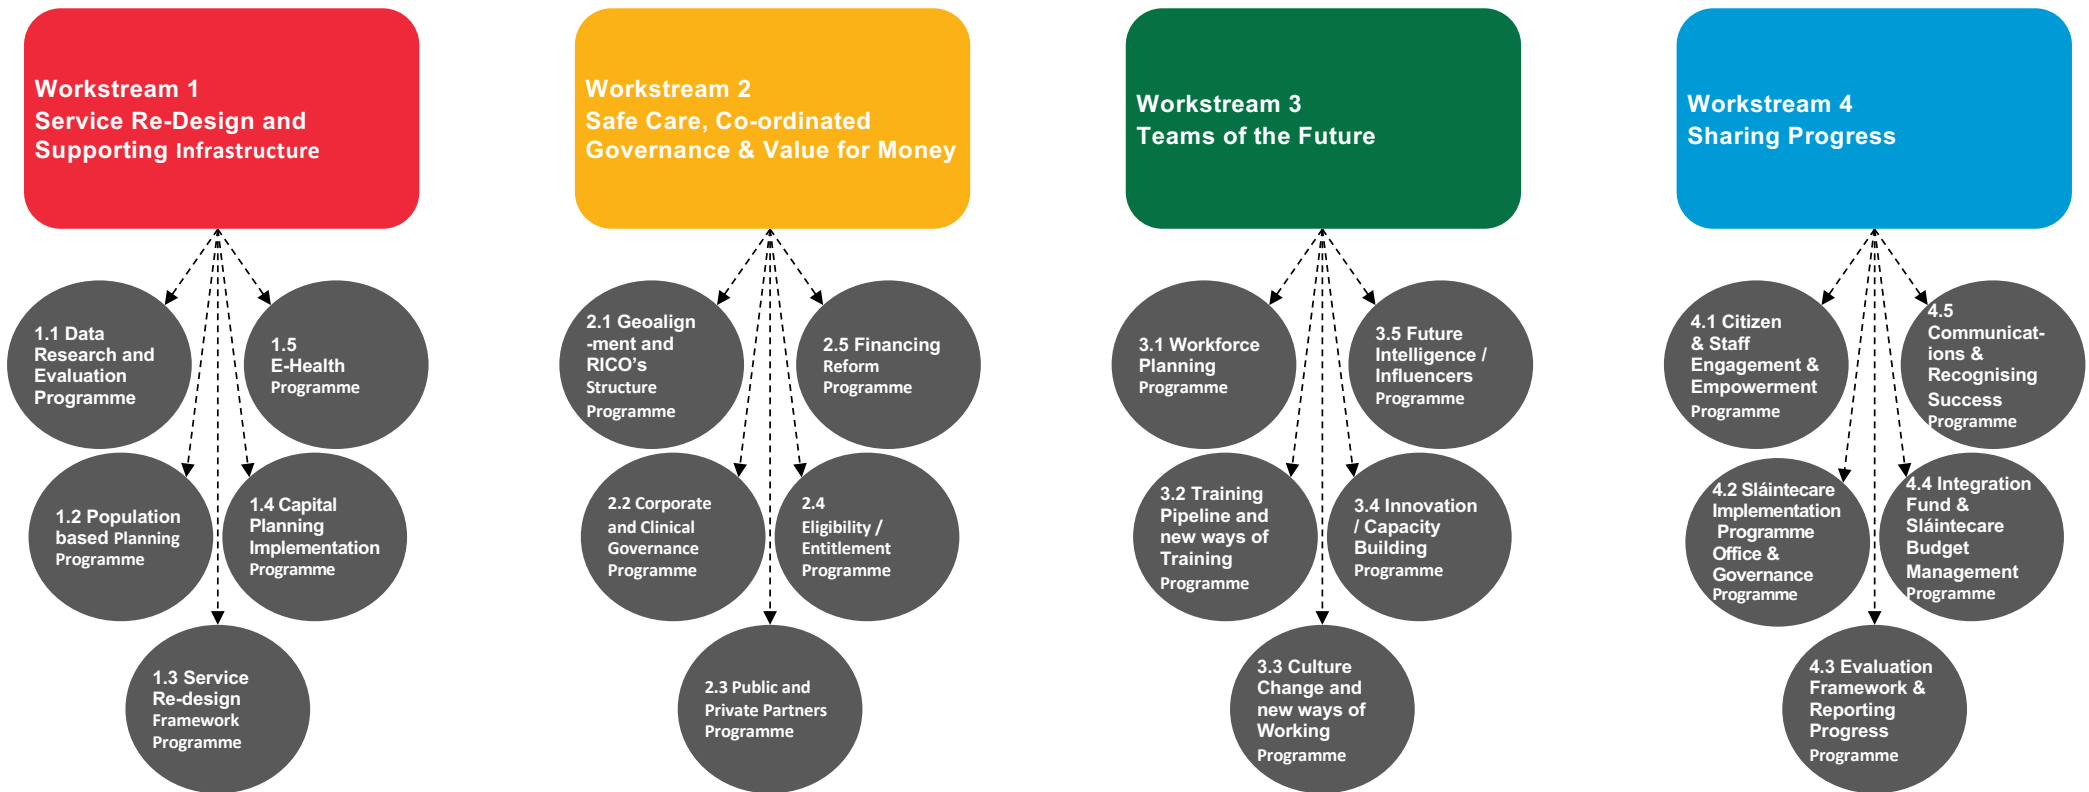 Workstream 1
Service Re-Design and
Supporting Infrastructure
1.1 Data
Research and
Evaluation
Programme
1.5
E-Health
Programme
1.2 Population
based Planning
Programme
1.4 Capital
Planning
Implementation
Programme
1.3 Service
Re-design
Framework
Programme
Workstream 2
Safe Care, Co-ordinated
Governance & Value for Money
2.1 Geoalign
-ment and
RICO’s
Structure
Programme
2.5 Financing
Reform
Programme
2.2 Corporate
and Clinical
Governance
Programme
2.4
Eligibility /
Entitlement
Programme
2.3 Public and
Private Partners
Programme
Workstream 3
Teams of the Future
3.1 Workforce
Planning
Programme
3.5 Future
Intelligence /
Influencers
Programme
3.2 Training
Pipeline and
new ways of
Training
Programme
3.4 Innovation
/ Capacity
Building
Programme
3.3 Culture
Change and
new ways of
Working
Programme
Workstream 4
Sharing Progress
4.1 Citizen
& Staff
Engagement &
Empowerment
Programme
4.5
Communicat-
ions &
Recognising
Success
Programme
4.2 Sláintecare
Implementation
Programme
Office &
Governance
Programme
4.4 Integration
Fund &
Sláintecare
Budget
Management
Programme
4.3 Evaluation
Framework &
Reporting
Progress
Programme